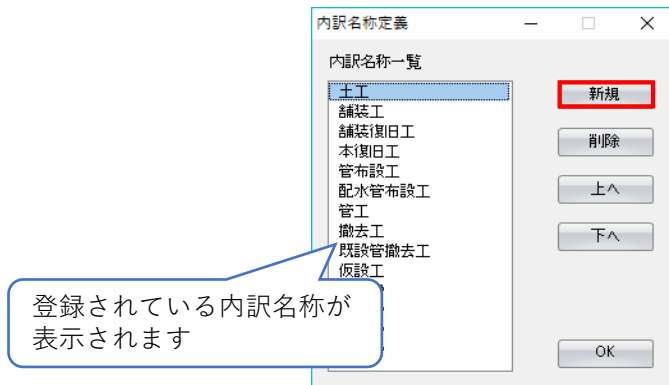 内訳名称定義
内訳名称一覧
土工
舗装工
舗装復旧工
本復旧工
管布設工
配水管布設工
管工
撤去工
既設管撤去工
仮設工
新規
削除
上へ
下へ
OK
登録されている内訳名称が
表示されます